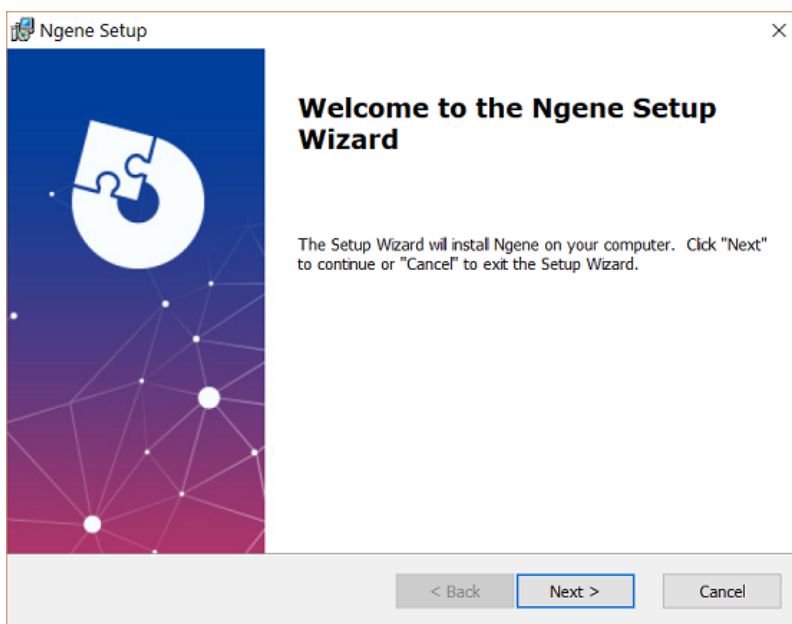 Ngene Setup
Welcome to the Ngene Setup
Wizard
The Setup Wizard will install Ngene on your computer.  Click "Next"
to continue or "Cancel" to exit the Setup Wizard.
< Back Next > Cancel